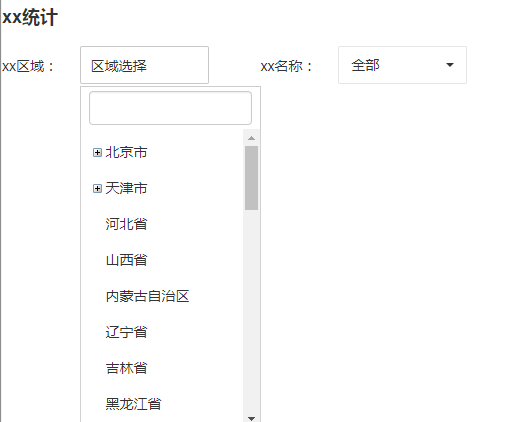 xx统计
xx区域： 区域选择 xx名称： 全部
北京市
天津市
河北省
山西省
内蒙古自治区
辽宁省
吉林省
黑龙江省